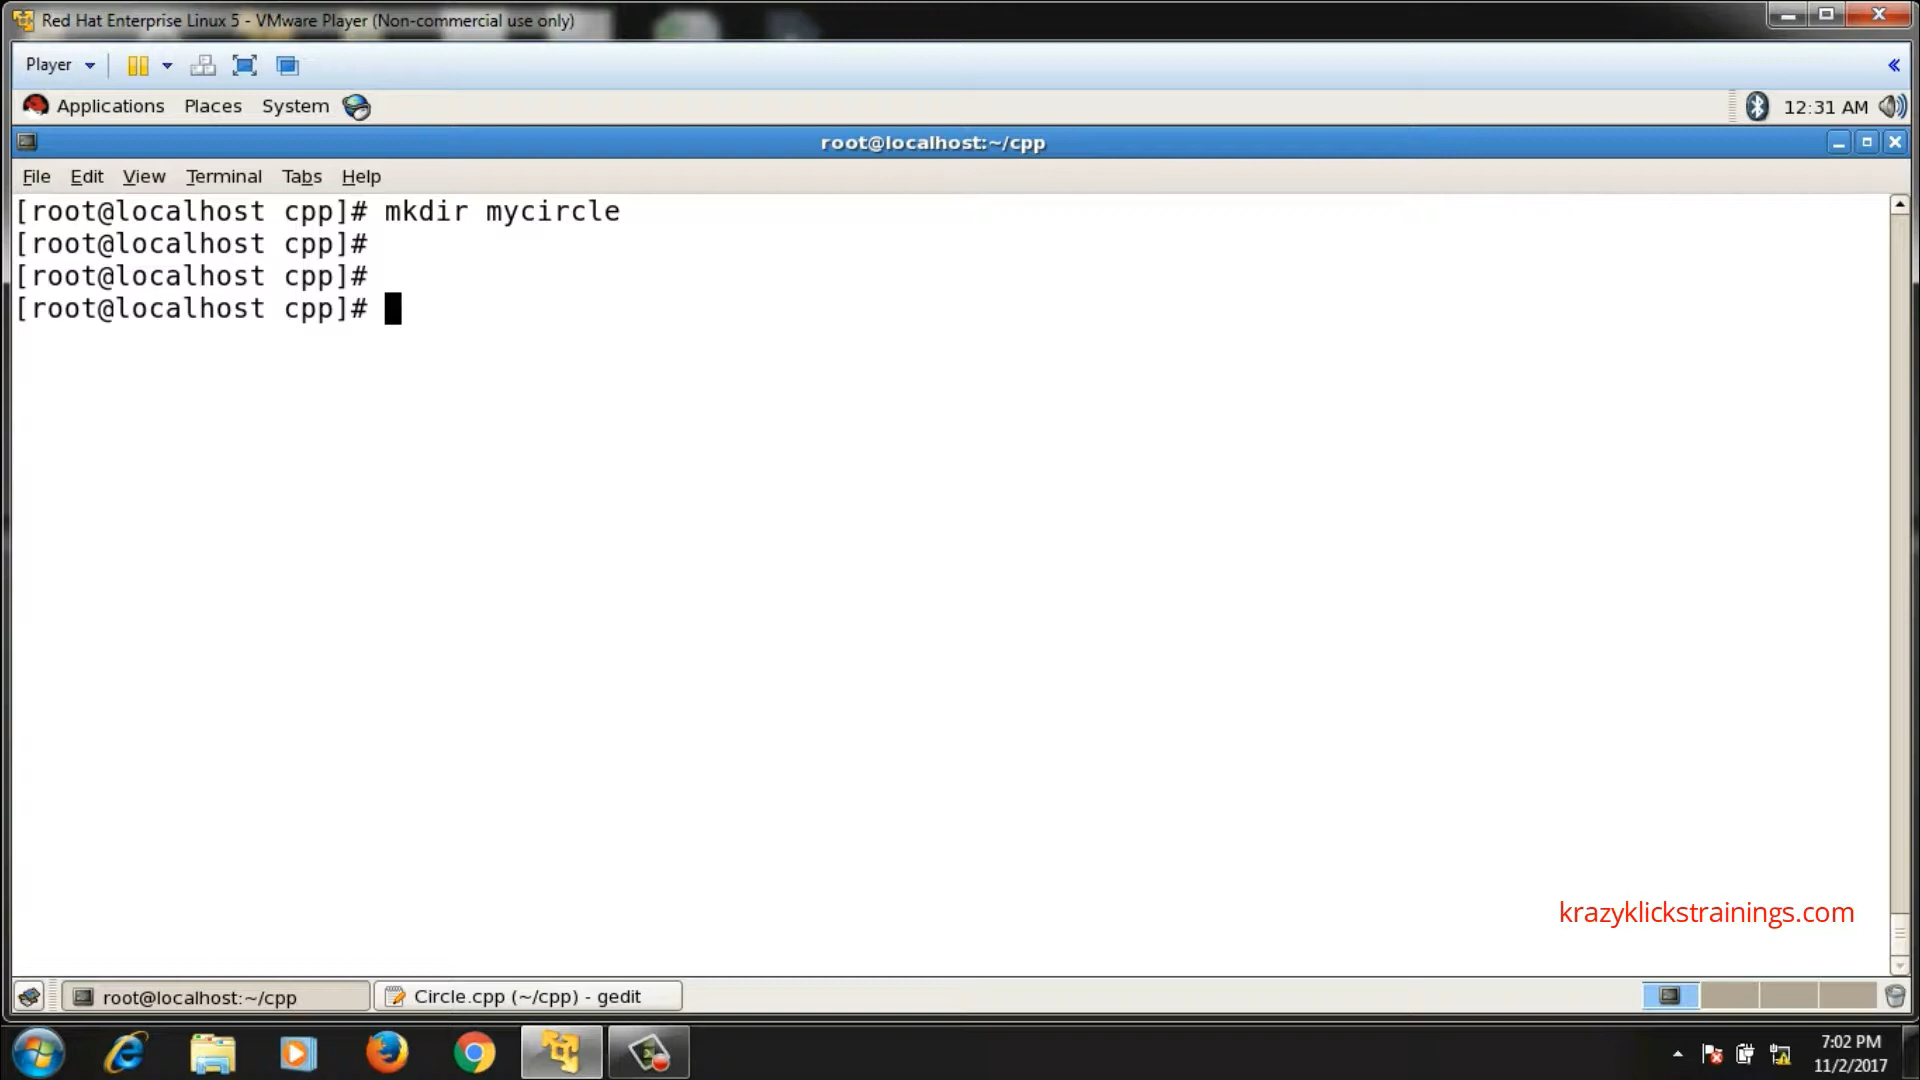 Red Hat Enterprise Linux 5 - VMware Player (Non-commercial use only)
Player
Applications Places System 12:31 AM
root@localhost:~/cpp
File Edit View Terminal Tabs Help
[root@localhost cpp]# mkdir mycircle
[root@localhost cpp]#
[root@localhost cpp]#
[root@localhost cpp]#
krazyklickstrainings.com
root@localhost:~/cpp Circle.cpp (~/cpp) - gedit
7:02 PM
11/2/2017